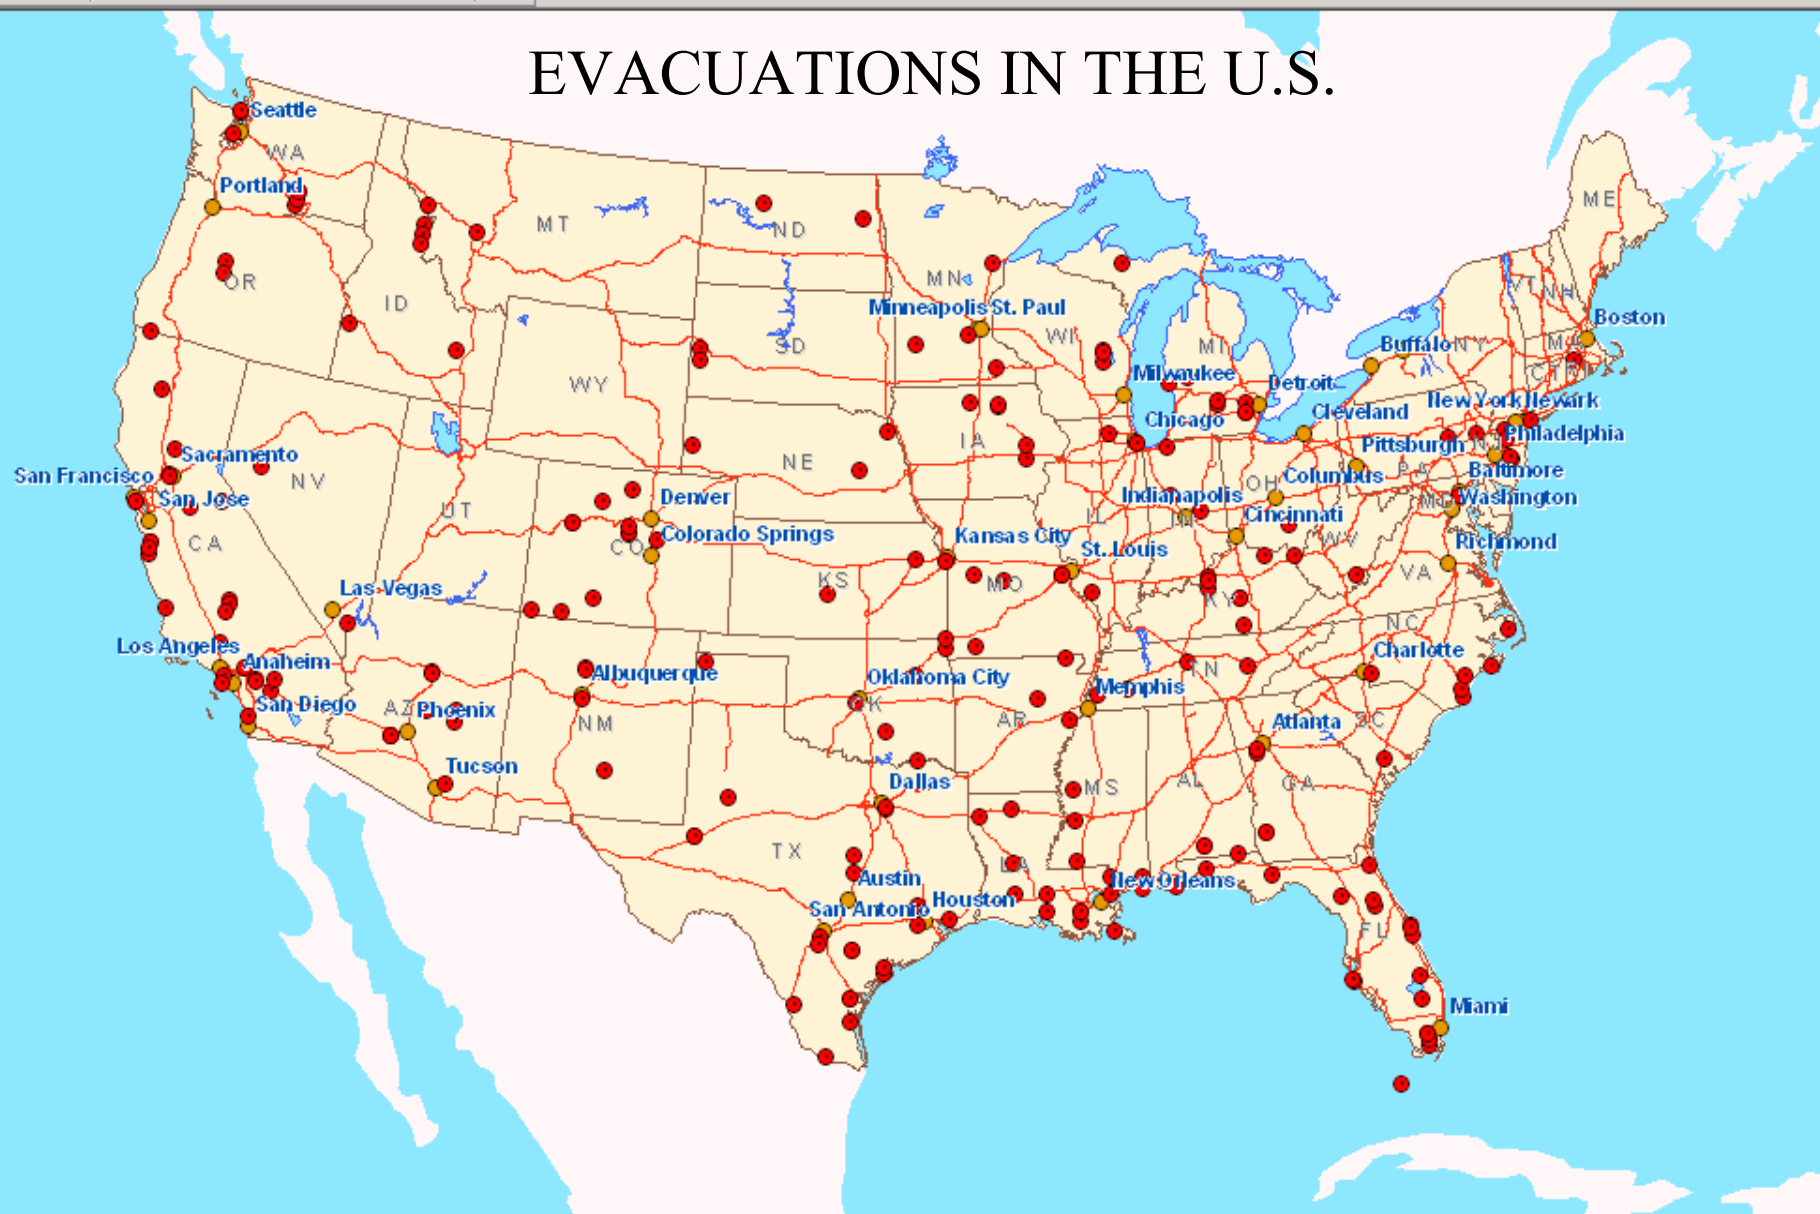 EVACUATIONS IN THE U.S.
Seattle
WA
Portland
MT
ND
ME
OR
ID
MN
VT
NH
Minneapolis
St. Paul
Boston
SD
WI
MI
Buffalo
NY
MA
WY
Milwaukee
Detroit
CT
New York
Newark
Cleveland
Chicago
IA
NJ
Philadelphia
Pittsburgh
Sacramento
San Francisco
NE
PA
Baltimore
NV
OH
Columbus
San Jose
Denver
Indianapolis
MD
Washington
UT
IL
IN
Cincinnati
Colorado Springs
Kansas City
CA
CO
St. Louis
WV
Richmond
KS
MO
VA
Las Vegas
KY
NC
Los Angeles
Charlotte
Anaheim
Albuquerque
Oklahoma City
TN
Memphis
San Diego
AZ
Phoenix
NM
OK
AR
Atlanta
SC
Tucson
Dallas
MS
AL
GA
TX
LA
Austin
New Orleans
Houston
San Antonio
FL
Miami